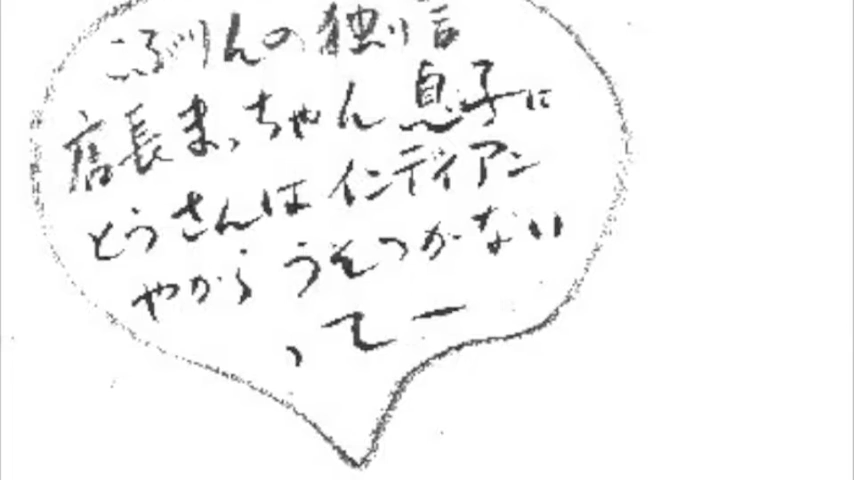 こぶりんの独り言
店長まっちゃん息子に
とうさんはインディアン
やから うそつかない
ってー